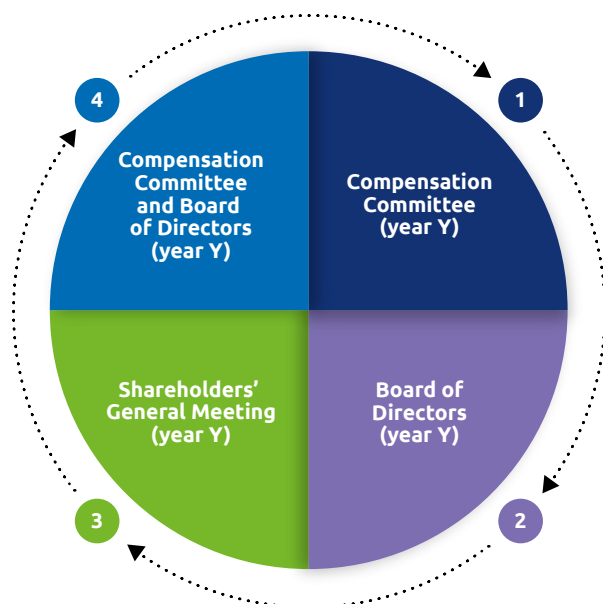 4
1
Compensation
Committee
and Board
of Directors
(year Y)
Compensation
Committee
(year Y)
Shareholders’
General Meeting
(year Y)
Board of
Directors
(year Y)
3
2